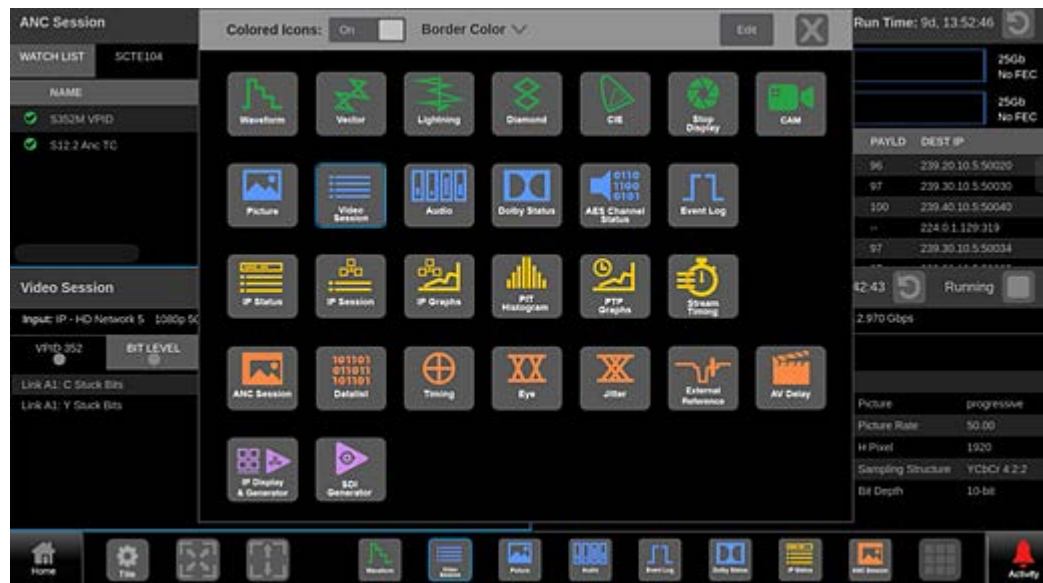 ANC Session
Colored Icons: On
Border Color
Edit
X
Run Time: 9d, 13:52:46
WATCH LIST SCTE104
25Gb
No FEC
NAME
25Gb
No FEC
S352M VPID
S12.2 Anc TC
Waveform
Vector
Lightning
Diamond
CIE
Stop
Display
CAM
PAYLD DEST IP
96 239.20.10.5:50020
97 239.30.10.5:50030
100 239.40.10.5:50040
-- 224.0.1.129:319
97 239.30.10.5:50034
Picture
Video
Session
Audio
Dolby Status
0110
1100
0101
AES Channel
Status
Event Log
IP Status
IP Session
IP Graphs
PIT
Histogram
PTP
Graphs
Stream
Timing
Video Session
42:43 Running
Input: IP - HD Network 5 1080p 50
2.970 Gbps
VPID 352 BIT LEVEL
Link A1: C Stuck Bits
Link A1: Y Stuck Bits
ANC Session
101101
011011
101101
Datalist
Timing
Eye
Jitter
External
Reference
AV Delay
Picture progressive
Picture Rate 50.00
H Pixel 1920
Sampling Structure YCbCr 4:2:2
Bit Depth 10-bit
IP Display
& Generator
SDI
Generator
Home
Tile
Waveform
Video
Session
Picture
Audio
Event Log
Dolby Status
IP Status
ANC Session
Activity